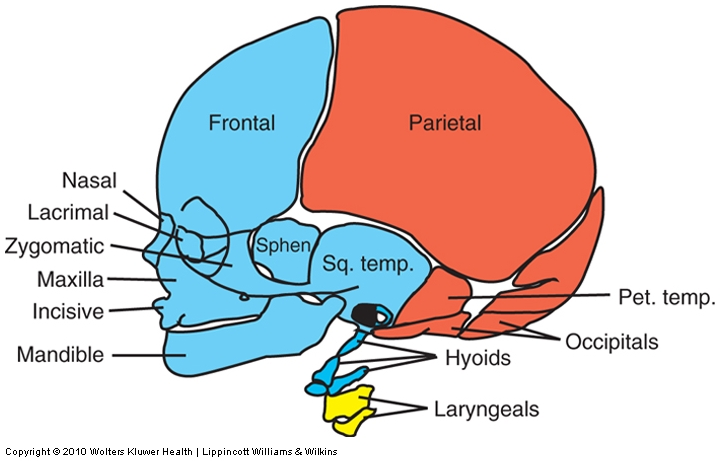 Frontal
Parietal
Nasal
Lacrimal
Zygomatic
Sphen
Sq. temp.
Maxilla
Incisive
Pet. temp.
Mandible
Occipitals
Hyoids
Laryngeals
Copyright © 2010 Wolters Kluwer Health | Lippincott Williams & Wilkins